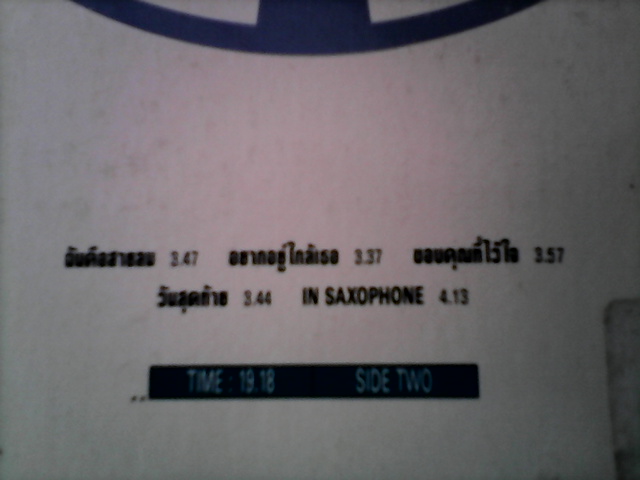 ฉันคือสายลม 3.47 อยากอยู่ใกล้เธอ 3.37 ขอบคุณที่ไว้ใจ 3.57
วันสุดท้าย 3.44 IN SAXOPHONE 4.13
TIME : 19.18 SIDE TWO